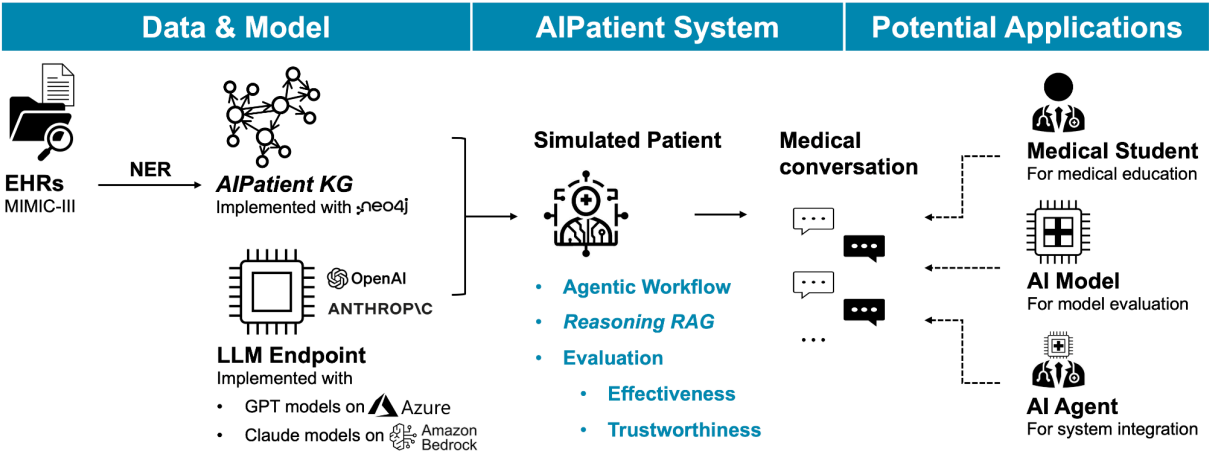 Data & Model
AIPatient System
Potential Applications
EHRs
MIMIC-III
NER
AIPatient KG
Implemented with neo4j
OpenAI
ANTHROP\C
LLM Endpoint
Implemented with
• GPT models on Azure
• Claude models on Amazon
Bedrock
Simulated Patient
• Agentic Workflow
• Reasoning RAG
• Evaluation
• Effectiveness
• Trustworthiness
Medical
conversation
...
Medical Student
For medical education
AI Model
For model evaluation
AI Agent
For system integration